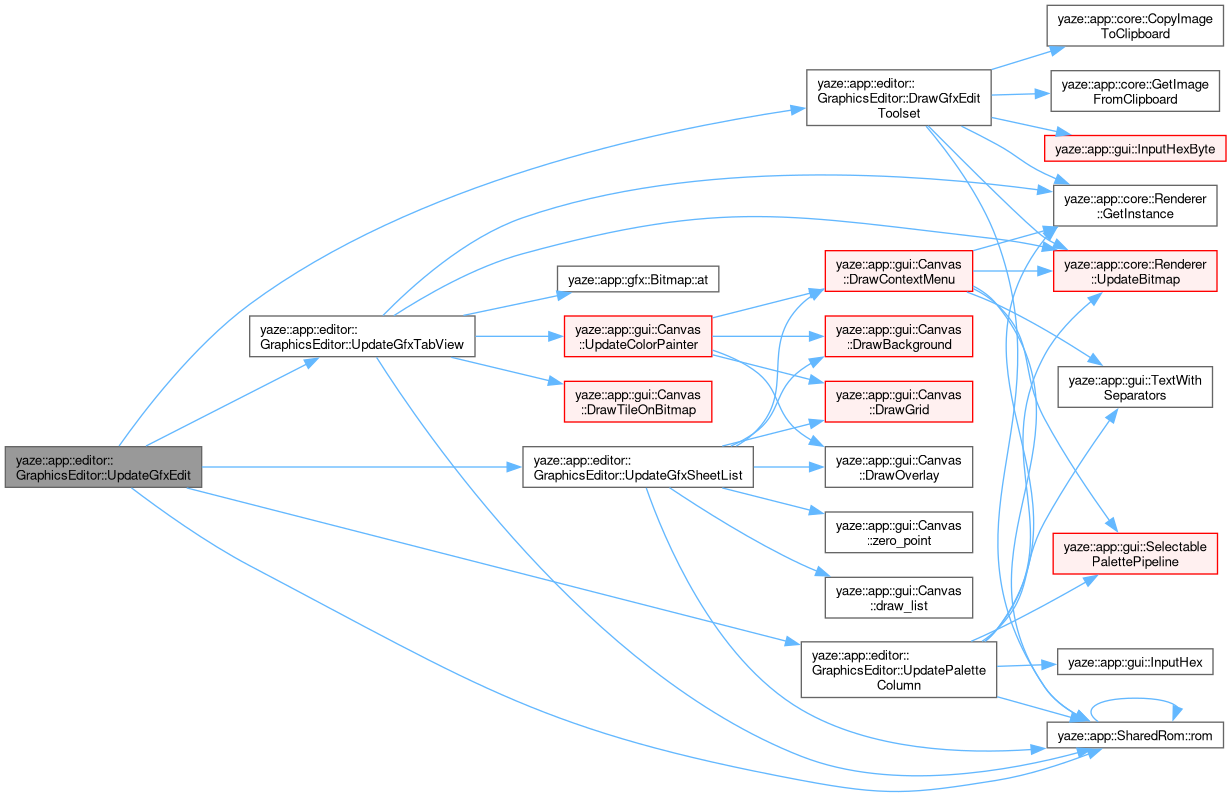 yaze::app::editor::
GraphicsEditor::UpdateGfxEdit
yaze::app::editor::
GraphicsEditor::UpdateGfxTabView
yaze::app::gfx::Bitmap::at
yaze::app::gui::Canvas
::UpdateColorPainter
yaze::app::gui::Canvas
::DrawTileOnBitmap
yaze::app::editor::
GraphicsEditor::UpdateGfxSheetList
yaze::app::editor::
GraphicsEditor::DrawGfxEdit
Toolset
yaze::app::gui::Canvas
::DrawContextMenu
yaze::app::gui::Canvas
::DrawBackground
yaze::app::gui::Canvas
::DrawGrid
yaze::app::gui::Canvas
::DrawOverlay
yaze::app::gui::Canvas
::zero_point
yaze::app::gui::Canvas
::draw_list
yaze::app::editor::
GraphicsEditor::UpdatePalette
Column
yaze::app::core::CopyImage
ToClipboard
yaze::app::core::GetImage
FromClipboard
yaze::app::gui::InputHexByte
yaze::app::core::Renderer
::GetInstance
yaze::app::core::Renderer
::UpdateBitmap
yaze::app::gui::TextWith
Separators
yaze::app::gui::Selectable
PalettePipeline
yaze::app::gui::InputHex
yaze::app::SharedRom::rom